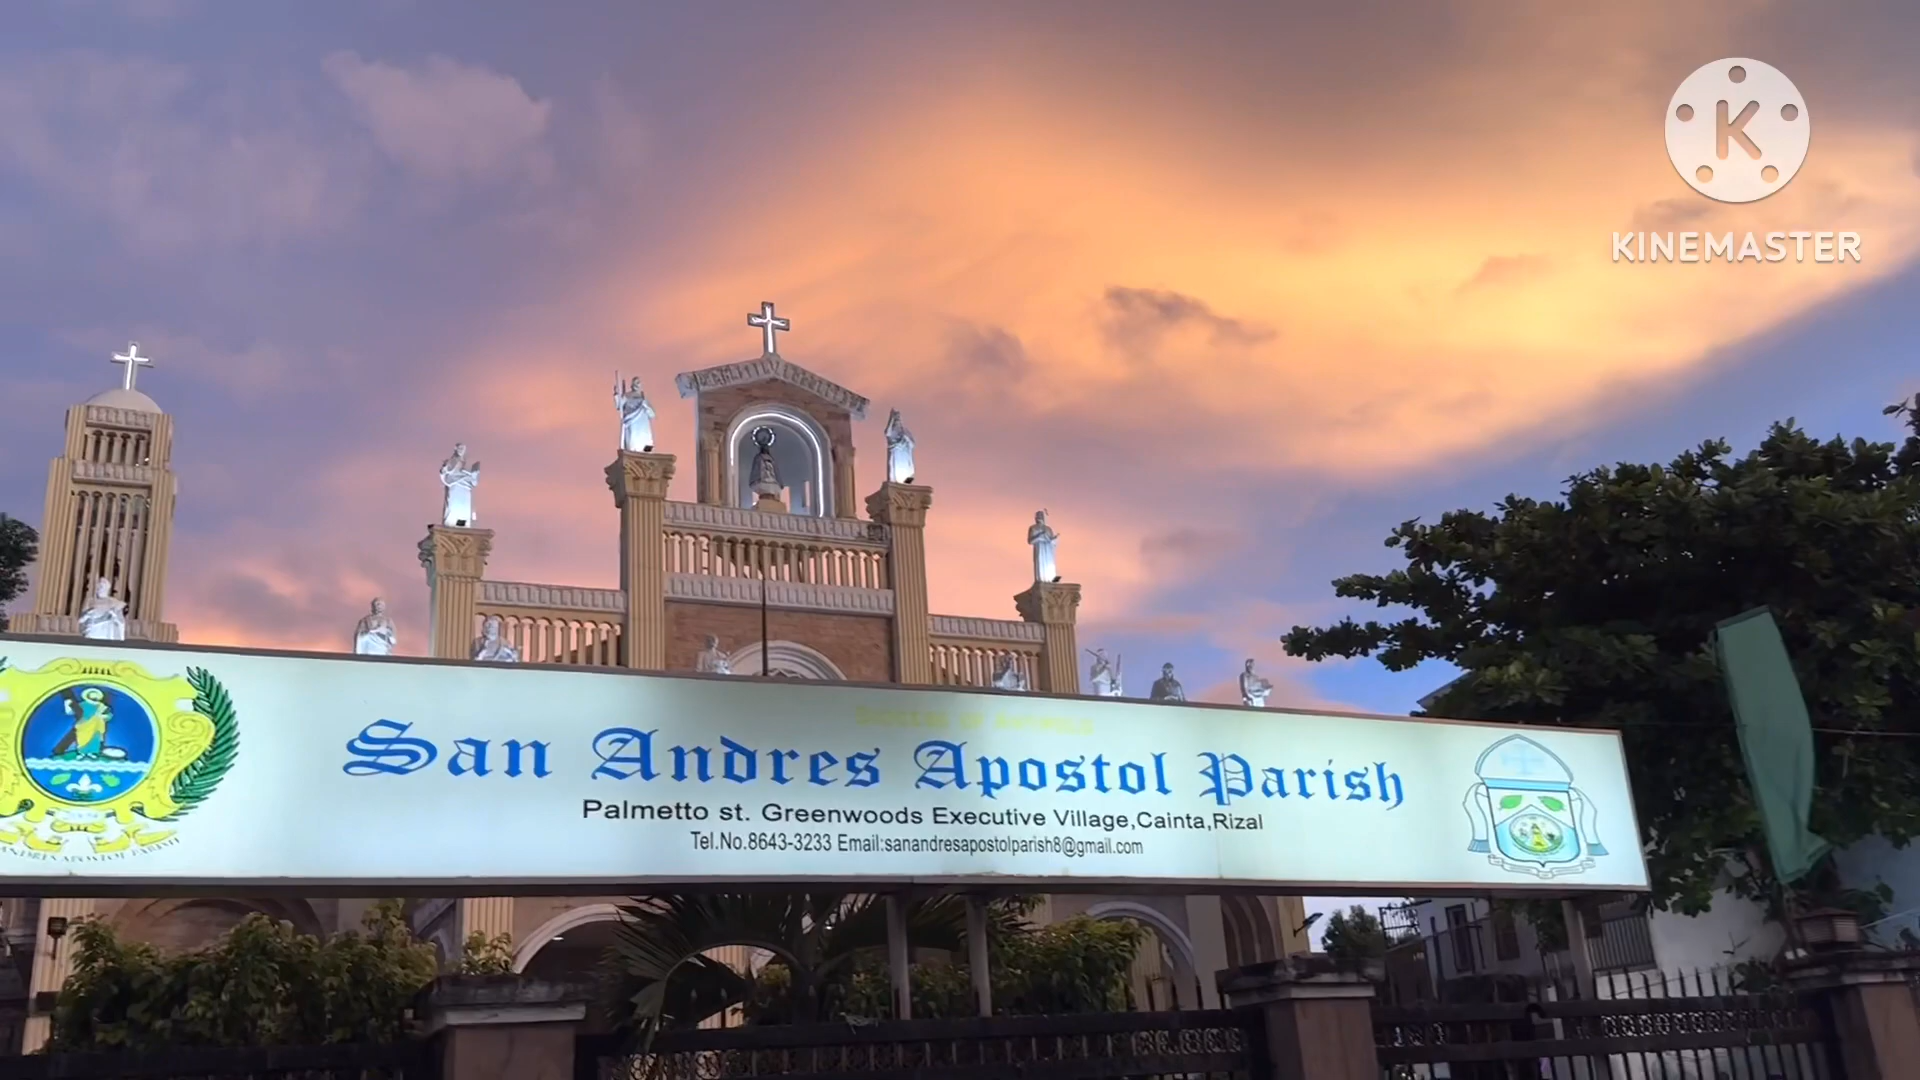 KINEMASTER
San Andres Apostol Parish
Palmetto st. Greenwoods Executive Village,Cainta,Rizal
Tel.No.8643-3233 Email:sanandresapostolparish8@gmail.com